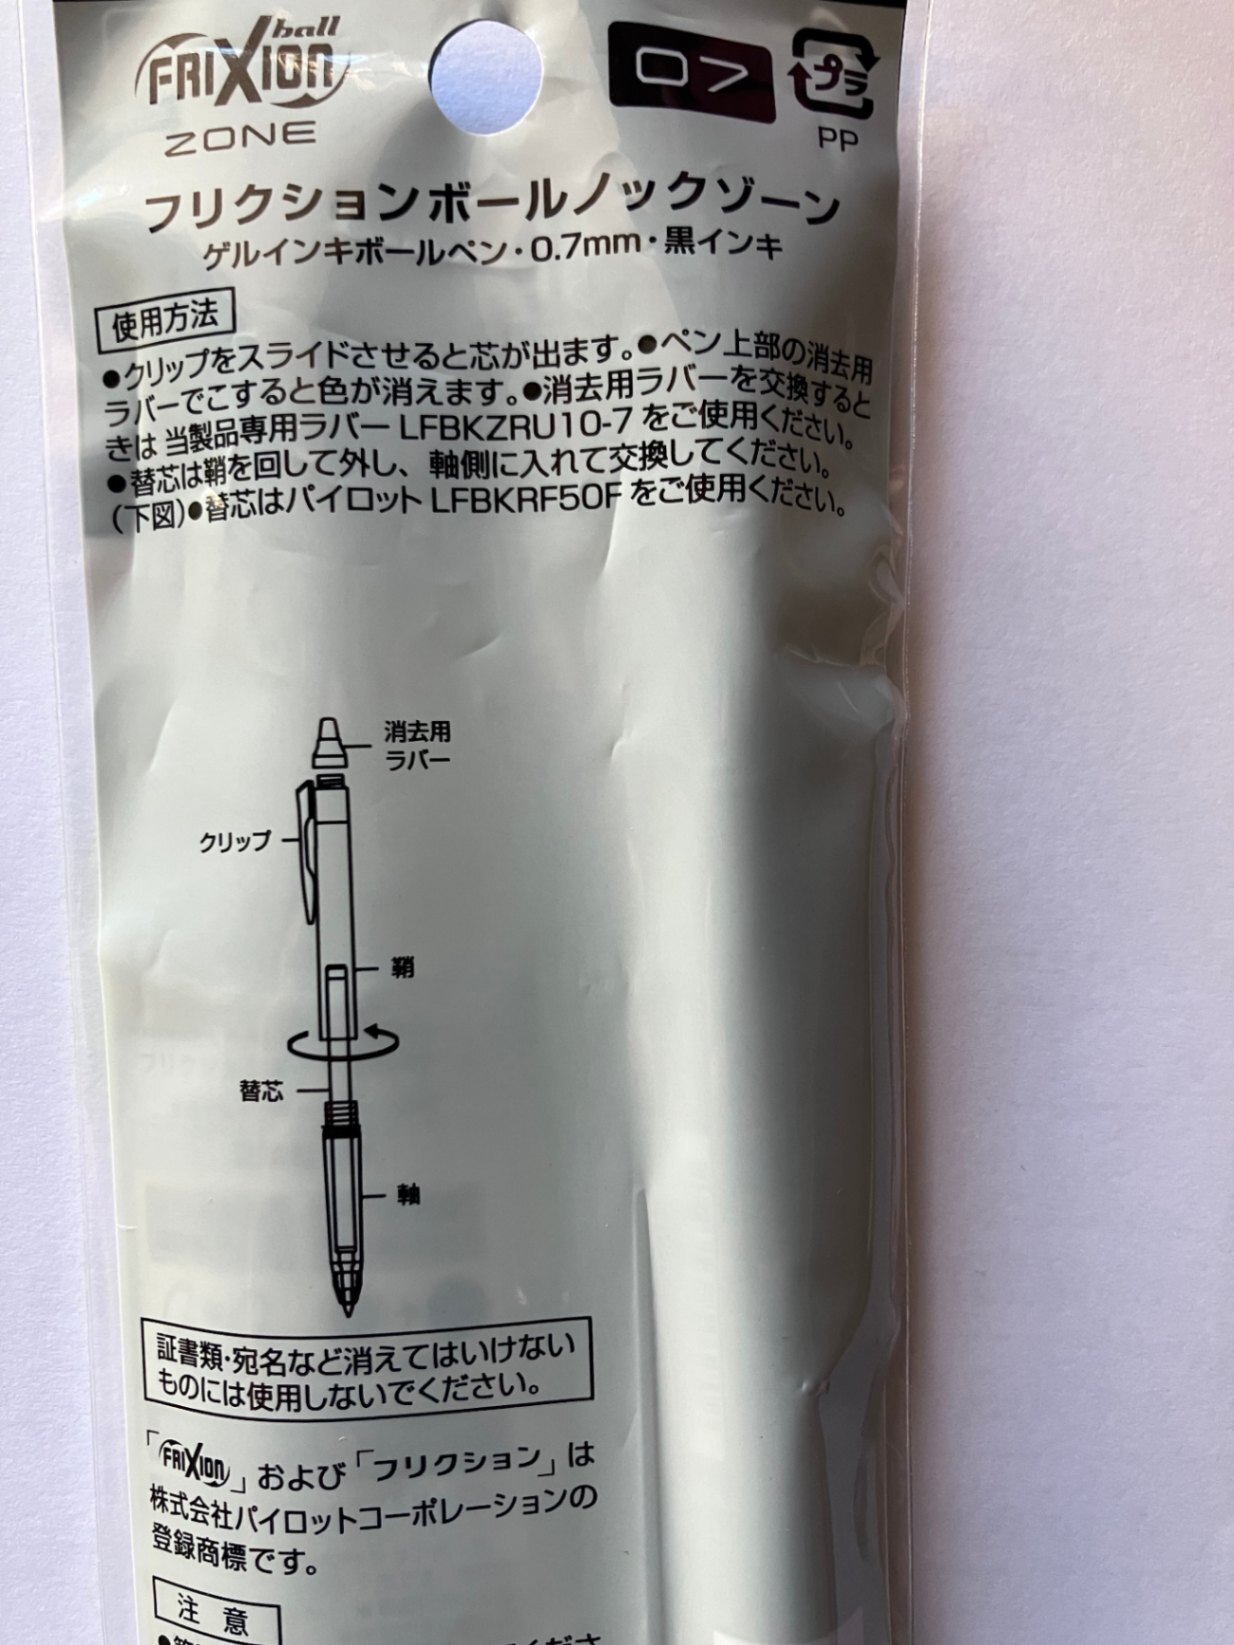 FRIXION ball
ZONE
07
プラ
PP
フリクションボールノックゾーン
ゲルインキボールペン・0.7mm・黒インキ
使用方法
●クリップをスライドさせると芯が出ます。●ペン上部の消去用
ラバーでこすると色が消えます。●消去用ラバーを交換すると
きは 当製品専用ラバー LFBKZRU10-7 をご使用ください。
●替芯は鞘を回して外し、軸側に入れて交換してください。
(下図)●替芯はパイロット LFBKRF50F をご使用ください。
消去用
ラバー
クリップ
鞘
替芯
軸
証書類・宛名など消えてはいけない
ものには使用しないでください。
「FRIXION」および「フリクション」は
株式会社パイロットコーポレーションの
登録商標です。
注 意